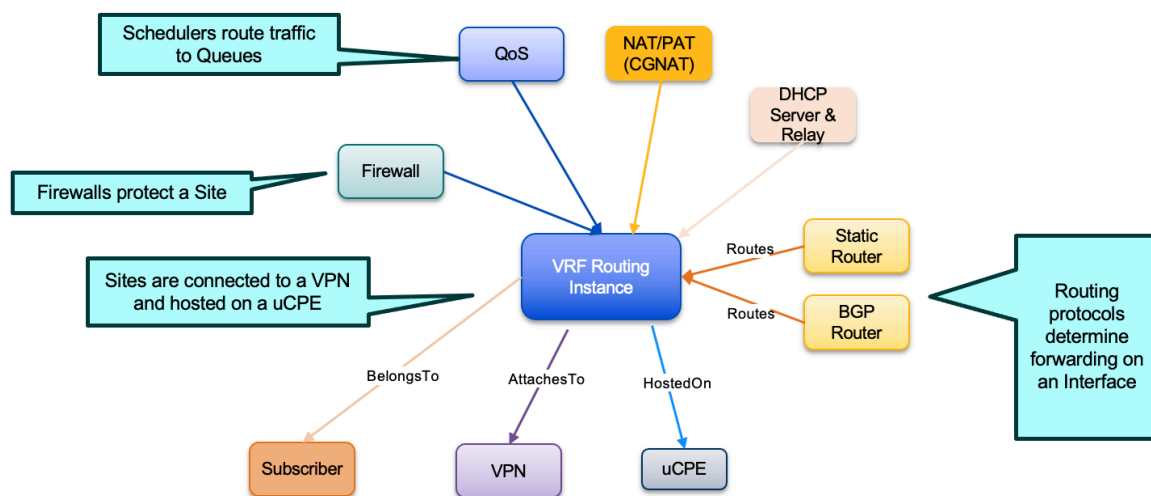 Schedulers route traffic
to Queues
QoS
NAT/PAT
(CGNAT)
DHCP
Server &
Relay
Firewall
Firewalls protect a Site
Static
Router
Routes
VRF Routing
Instance
Sites are connected to a VPN
and hosted on a uCPE
Routes
BGP
Router
Routing
protocols
determine
forwarding on
an Interface
BelongsTo
AttachesTo
HostedOn
Subscriber
VPN
uCPE